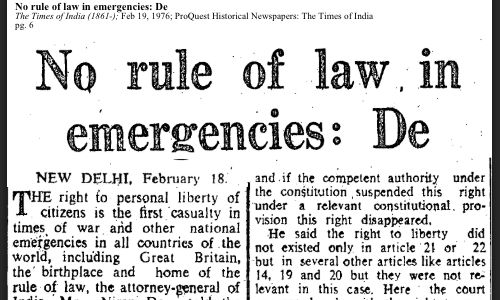 No rule of law in emergencies: De
The Times of India (1861-); Feb 19, 1976; ProQuest Historical Newspapers: The Times of India
pg. 6
No rule of law in
emergencies: De
NEW DELHI, February 18.
THE right to personal liberty of
citizens is the first casualty in
times of war and other national
emergencies in all countries of the
world, including Great Britain,
the birthplace and home of the
rule of law, the attorney-general of
and if the competent authority under
the constitution suspended this right
under a relevant constitutional pro-
vision this right disappeared.
He said the right to liberty did
not existed only in article 21 or 22
but in several other articles like articles
14, 19 and 20 but they were not re-
levant in this case. Here the court